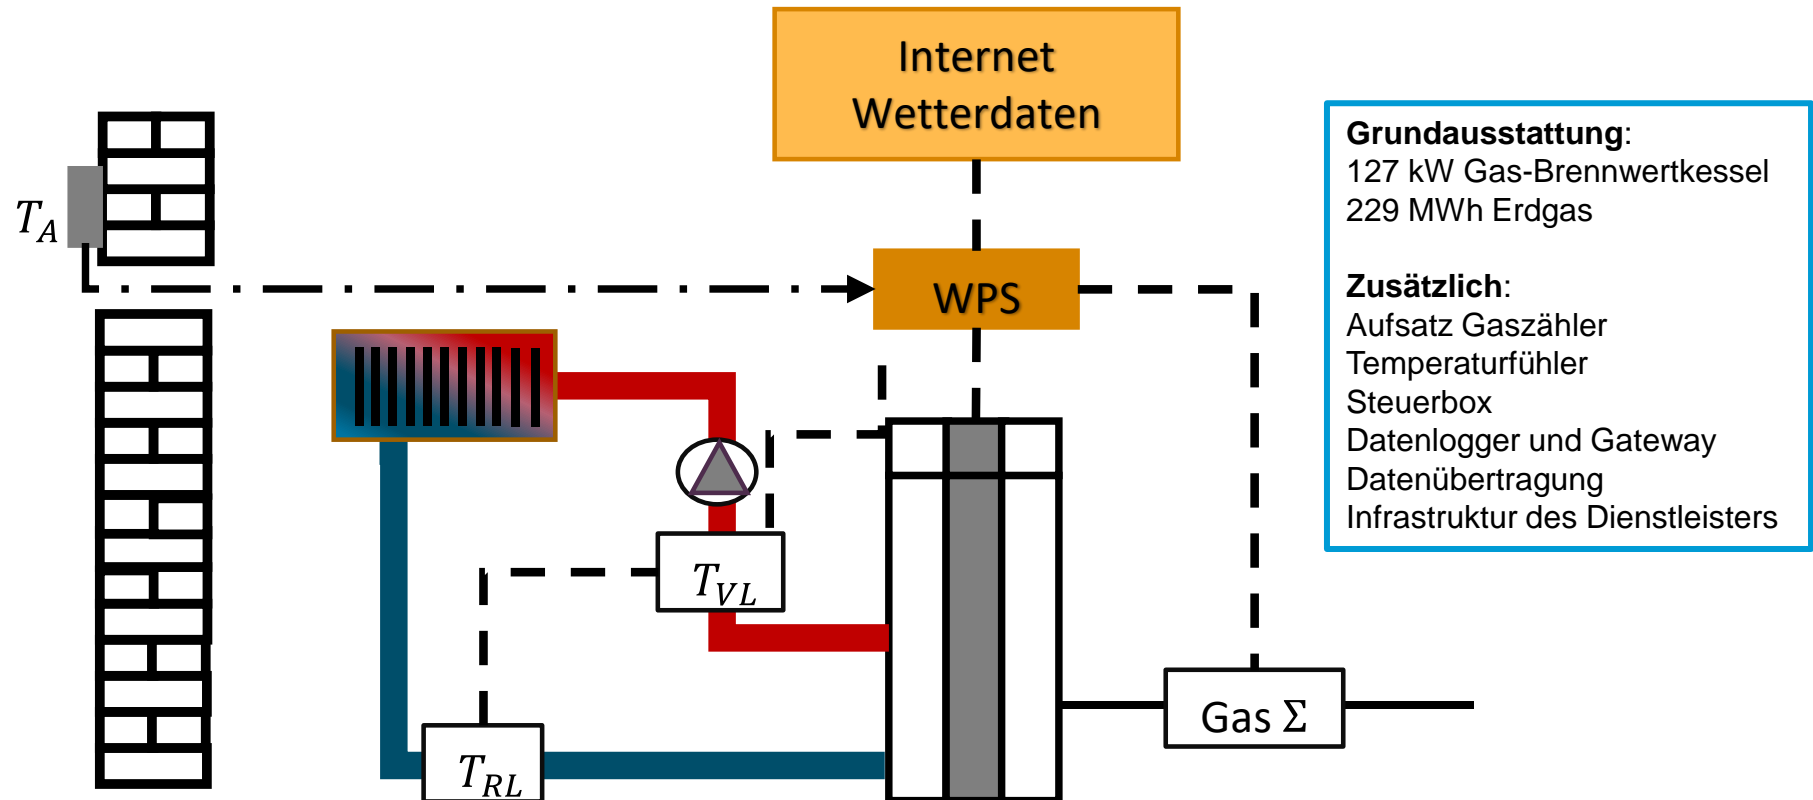 Internet
Wetterdaten
T_A
WPS
T_VL
T_RL
Gas Σ
Grundausstattung:
127 kW Gas-Brennwertkessel
229 MWh Erdgas
Zusätzlich:
Aufsatz Gaszähler
Temperaturfühler
Steuerbox
Datenlogger und Gateway
Datenübertragung
Infrastruktur des Dienstleisters